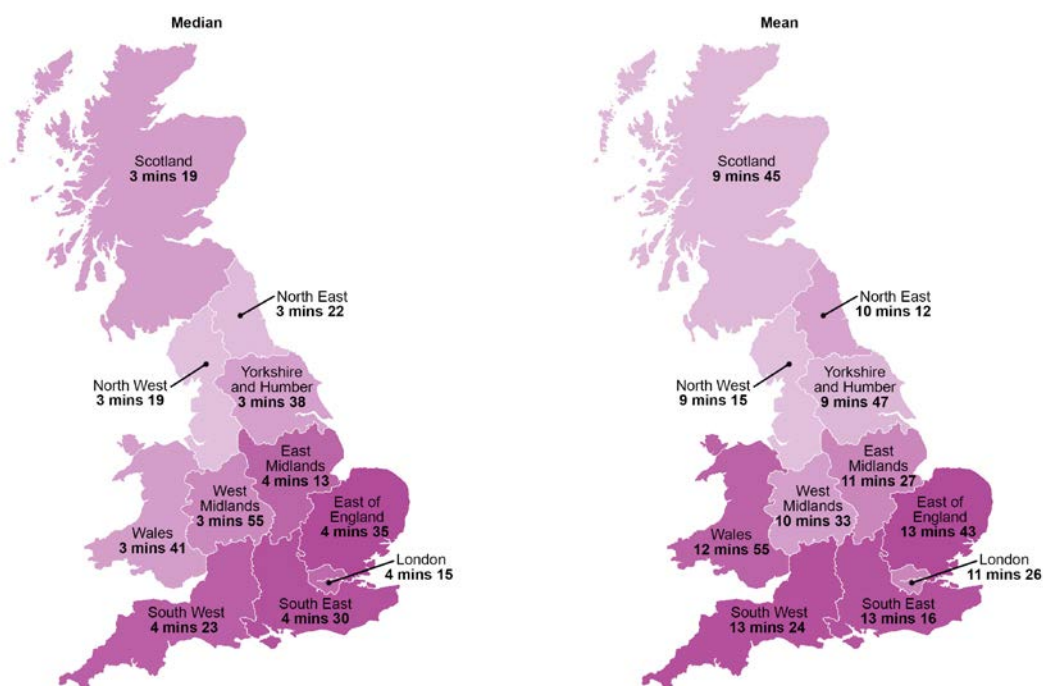 Median
Scotland
3 mins 19
North East
3 mins 22
North West
3 mins 19
Yorkshire
and Humber
3 mins 38
East
Midlands
4 mins 13
West
Midlands
3 mins 55
East of
England
4 mins 35
Wales
3 mins 41
London
4 mins 15
South West
4 mins 23
South East
4 mins 30
Mean
Scotland
9 mins 45
North East
10 mins 12
North West
9 mins 15
Yorkshire
and Humber
9 mins 47
East
Midlands
11 mins 27
West
Midlands
10 mins 33
East of
England
13 mins 43
Wales
12 mins 55
London
11 mins 26
South West
13 mins 24
South East
13 mins 16